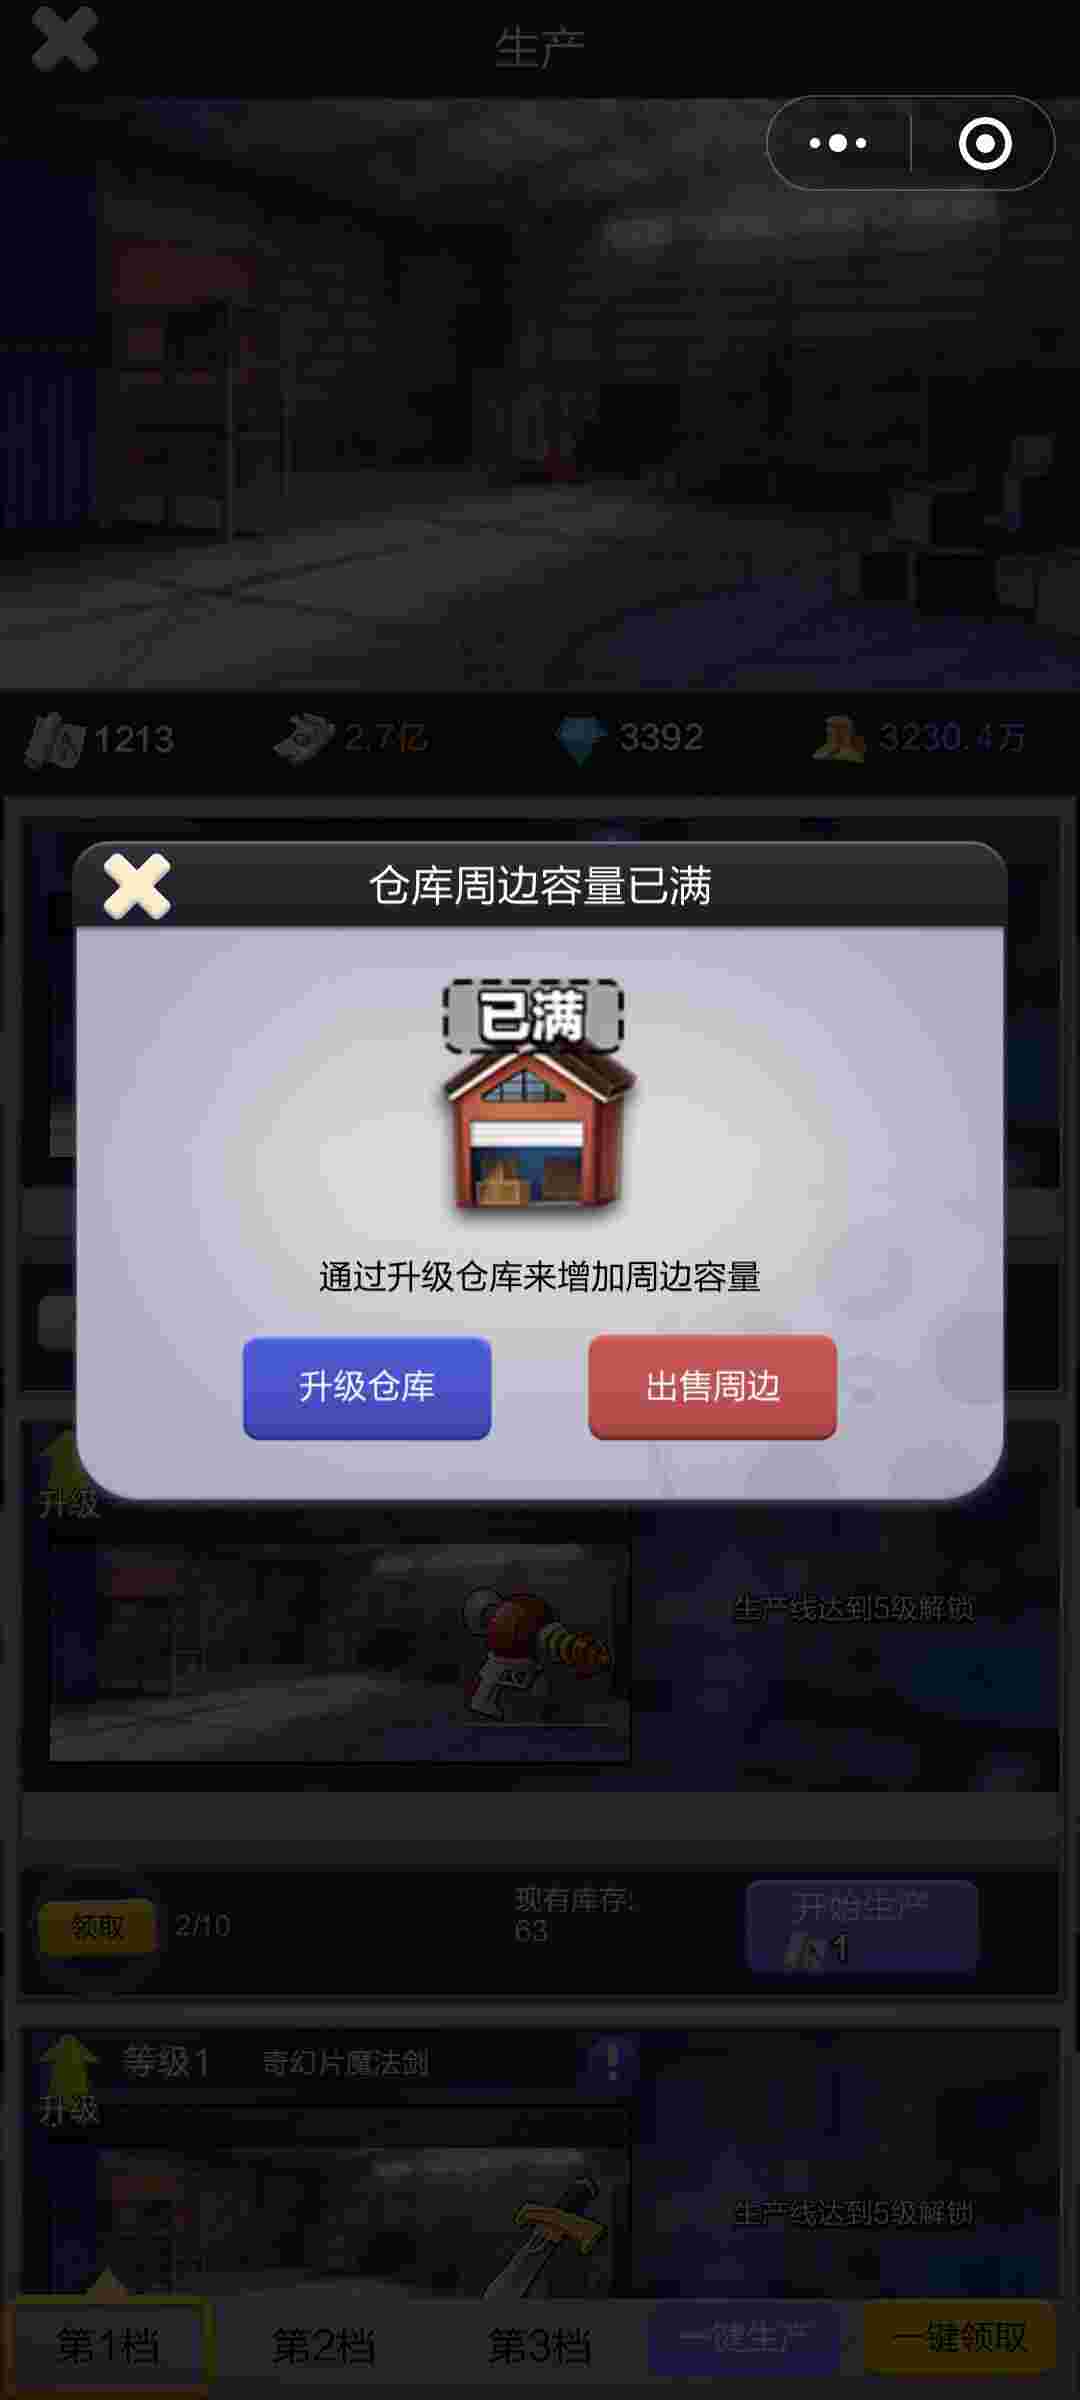 生产
1213
2.7亿
3392
3230.4万
仓库周边容量已满
已满
通过升级仓库来增加周边容量
升级仓库
出售周边
升级
生产线达到5级解锁
领取
2/10
现有库存:
63
开始生产
1
等级1
奇幻片魔法剑
升级
生产线达到5级解锁
第1档
第2档
第3档
一键生产
一键领取